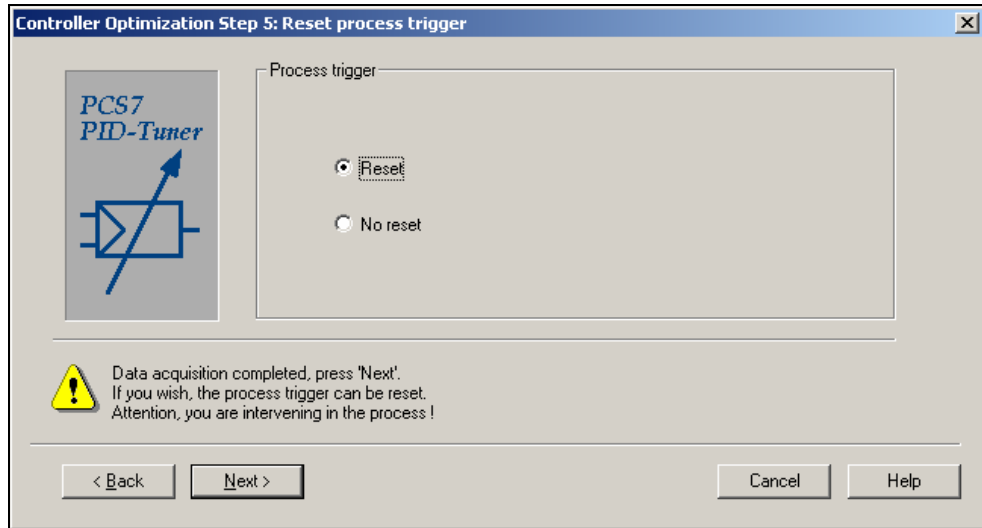 Controller Optimization Step 5: Reset process trigger
PCS7
PID-Tuner
Process trigger
Reset
No reset
Data acquisition completed, press 'Next'.
If you wish, the process trigger can be reset.
Attention, you are intervening in the process !
< Back
Next >
Cancel
Help